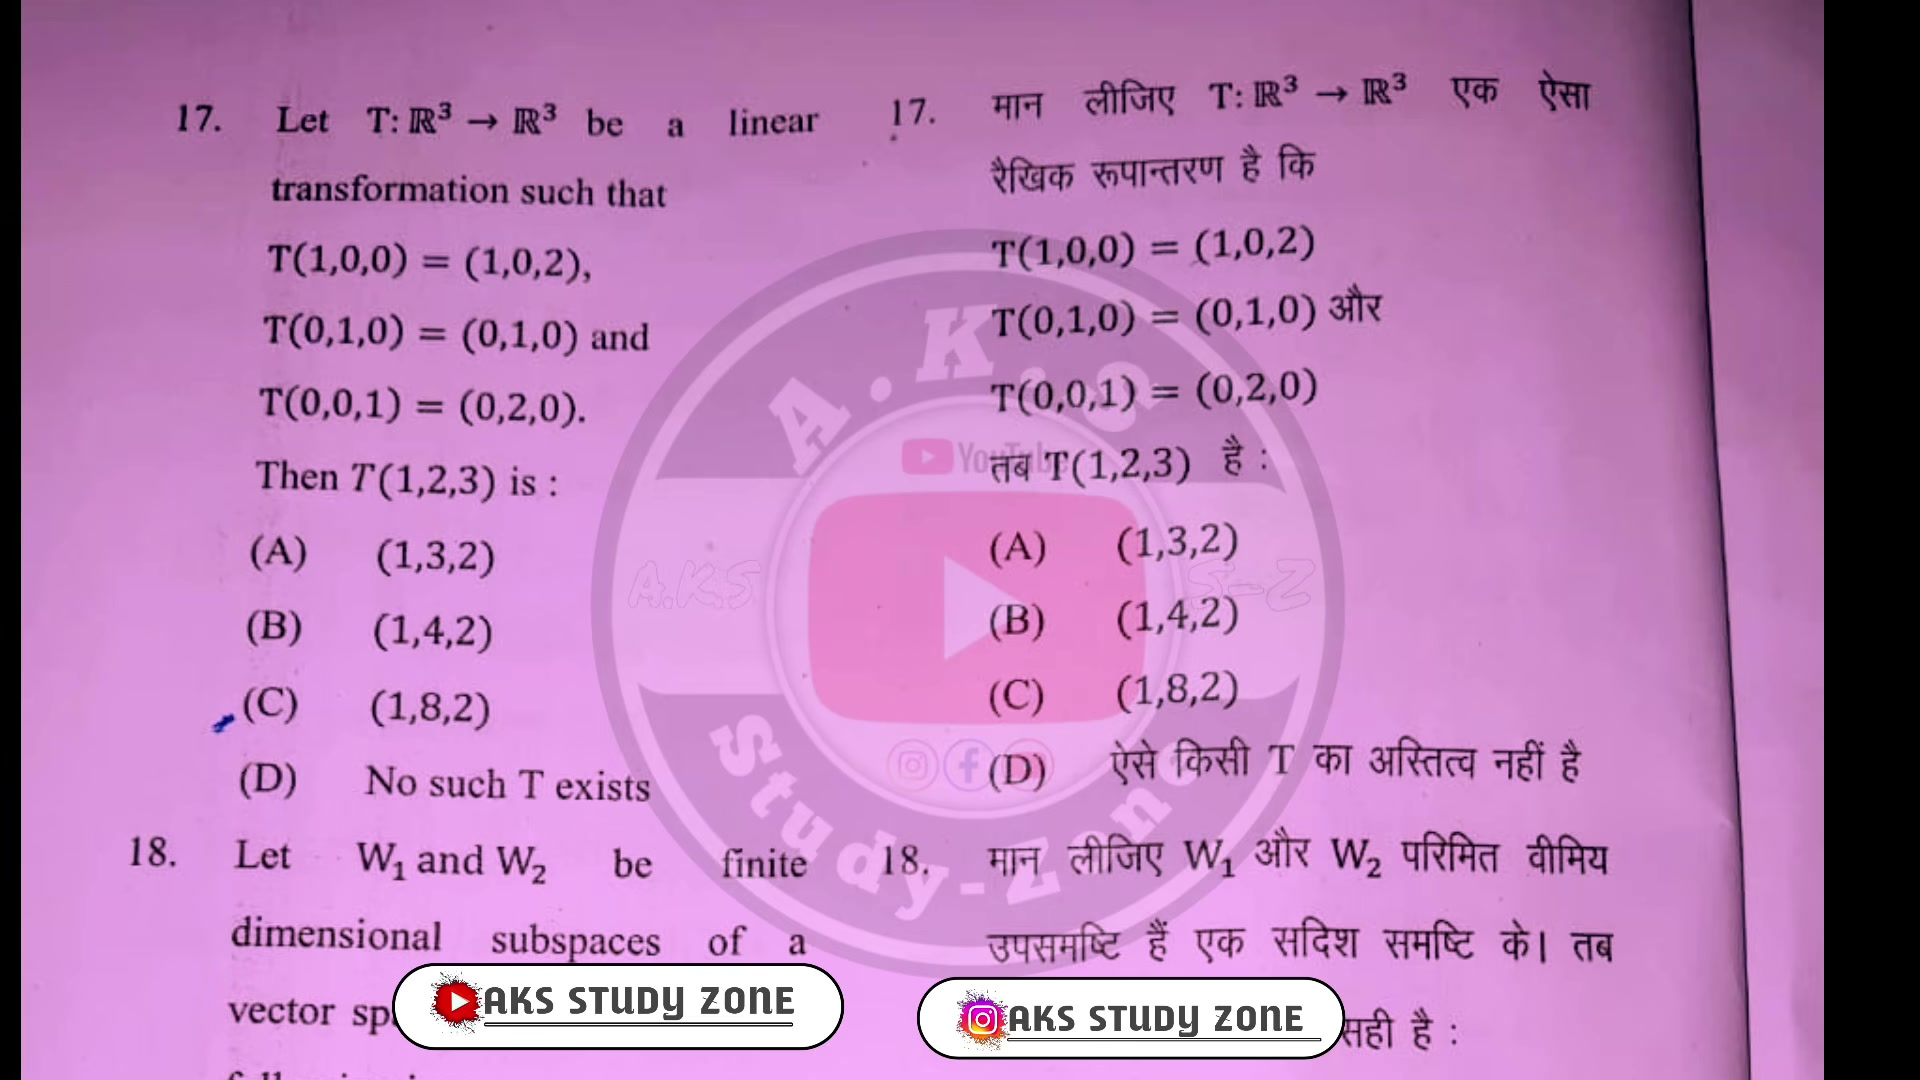 17. Let T: ℝ³ → ℝ³ be a linear
transformation such that
T(1,0,0) = (1,0,2),
T(0,1,0) = (0,1,0) and
T(0,0,1) = (0,2,0).
Then T(1,2,3) is :
(A) (1,3,2)
(B) (1,4,2)
(C) (1,8,2)
(D) No such T exists
18. Let W₁ and W₂ be finite
dimensional subspaces of a
vector
17. मान लीजिए T: ℝ³ → ℝ³ एक ऐसा
रैखिक रूपान्तरण है कि
T(1,0,0) = (1,0,2)
T(0,1,0) = (0,1,0) और
T(0,0,1) = (0,2,0)
तब T(1,2,3) है :
(A) (1,3,2)
(B) (1,4,2)
(C) (1,8,2)
(D) ऐसे किसी T का अस्तित्व नहीं है
18. मान लीजिए W₁ और W₂ परिमित वीमिय
उपसमष्टि हैं एक सदिश समष्टि के। तब
सही है :
A.K.S
YouTube
A.K.S
S-Z
Study-Zone
AKS STUDY ZONE
AKS STUDY ZONE